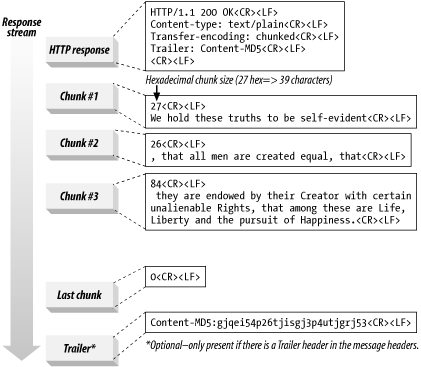 Response
stream
HTTP response
HTTP/1.1 200 OK<CR><LF>
Content-type: text/plain<CR><LF>
Transfer-encoding: chunked<CR><LF>
Trailer: Content-MD5<CR><LF>
<CR><LF>
Hexadecimal chunk size (27 hex=> 39 characters)
Chunk #1
27<CR><LF>
We hold these truths to be self-evident<CR><LF>
Chunk #2
26<CR><LF>
, that all men are created equal, that<CR><LF>
Chunk #3
84<CR><LF>
they are endowed by their Creator with certain
unalienable Rights, that among these are Life,
Liberty and the pursuit of Happiness.<CR><LF>
Last chunk
0<CR><LF>
Trailer*
Content-MD5:gjqei54p26tjisgj3p4utjgrj53<CR><LF>
*Optional—only present if there is a Trailer header in the message headers.